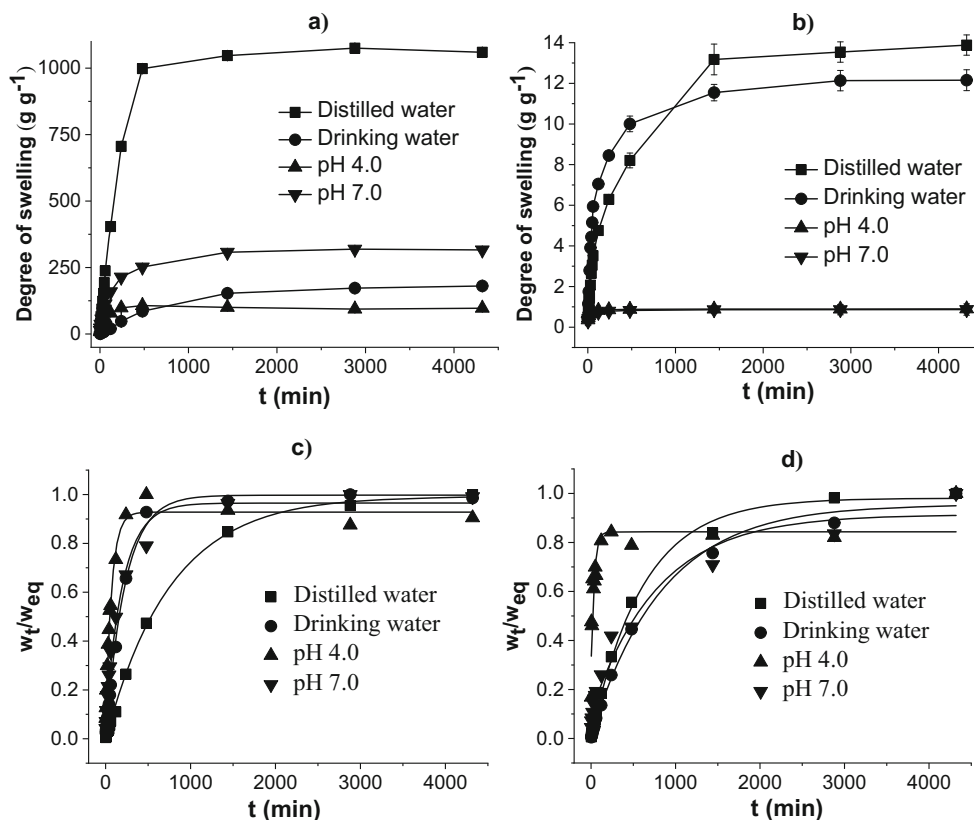 a)
Degree of swelling (g g⁻¹)
1000
750
500
250
0
Distilled water
Drinking water
pH 4.0
pH 7.0
0 1000 2000 3000 4000
t (min)
b)
Degree of swelling (g g⁻¹)
14
12
10
8
6
4
2
0
Distilled water
Drinking water
pH 4.0
pH 7.0
0 1000 2000 3000 4000
t (min)
c)
wt/weq
1.0
0.8
0.6
0.4
0.2
0.0
Distilled water
Drinking water
pH 4.0
pH 7.0
0 1000 2000 3000 4000
t (min)
d)
wt/weq
1.0
0.8
0.6
0.4
0.2
0.0
Distilled water
Drinking water
pH 4.0
pH 7.0
0 1000 2000 3000 4000
t (min)